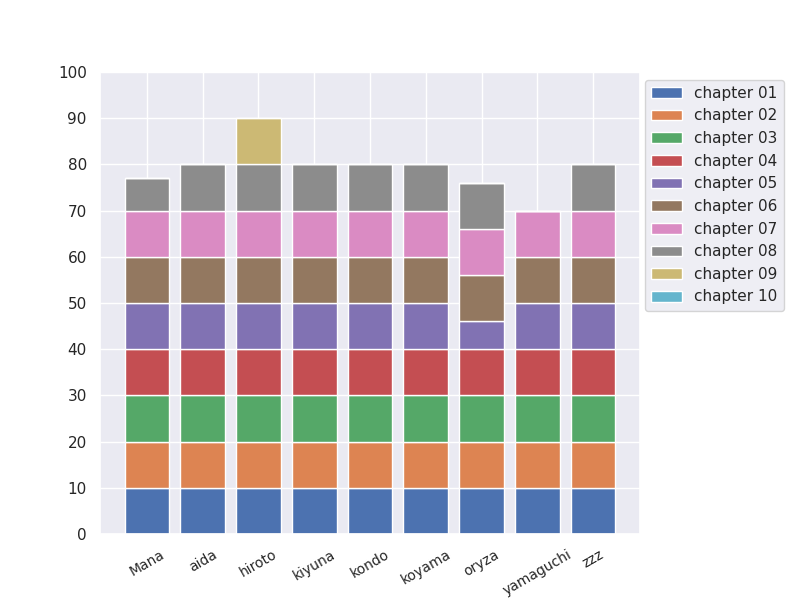 100
90
80
70
60
50
40
30
20
10
0
Mana aida hiroto kiyuna kondo koyama oryza yamaguchi zzz
chapter 01
chapter 02
chapter 03
chapter 04
chapter 05
chapter 06
chapter 07
chapter 08
chapter 09
chapter 10